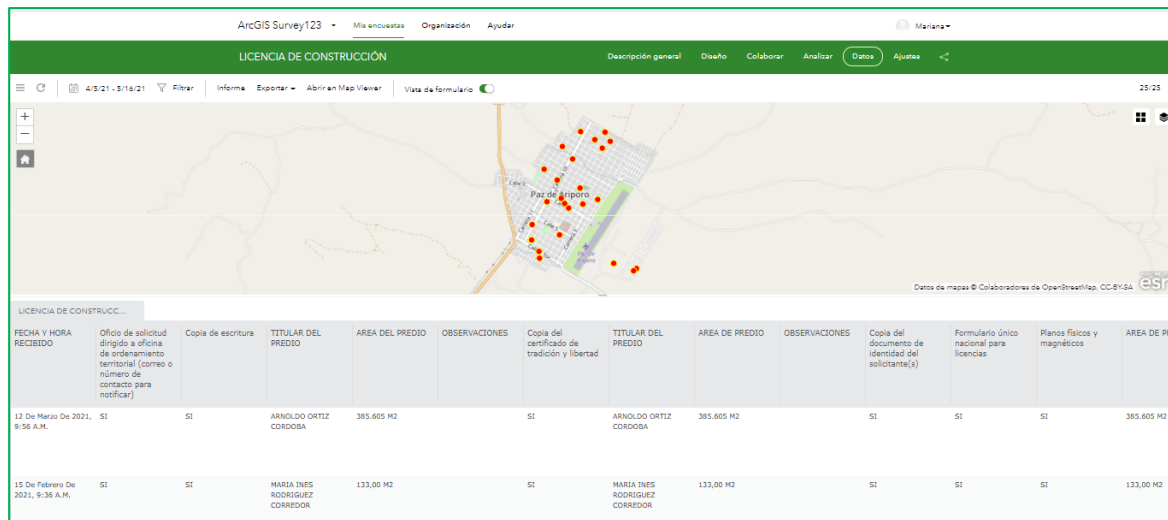 ArcGIS Survey123 Mis encuestas Organización Ayudar Mariana
LICENCIA DE CONSTRUCCIÓN Descripción general Diseño Colaborar Analizar Datos Ajustes
4/5/21 - 5/16/21 Filtrar Informe Exportar Abrir en Map Viewer Vista de formulario 25/25
+
−
Paz de Ariporo
Datos de mapas © Colaboradores de OpenStreetMap, CC-BY-SA esri
LICENCIA DE CONSTRUCC...
FECHA Y HORA Oficio de solicitud Copia de escritura TITULAR DEL AREA DEL PREDIO OBSERVACIONES Copia del TITULAR DEL AREA DE PREDIO OBSERVACIONES Copia del Formulario único Planos físicos y AREA DE P
RECIBIDO dirigido a oficina PREDIO certificado de PREDIO documento de nacional para magnéticos
de ordenamiento tradición y libertad identidad del licencias
territorial (correo o solicitante(s)
número de
contacto para
notificar)
12 De Marzo De 2021, SI SI ARNOLDO ORTIZ 385.605 M2 SI ARNOLDO ORTIZ 385.605 M2 SI SI SI 385.605 M2
9:56 A.M. CORDOBA CORDOBA
15 De Febrero De SI SI MARIA INES 133,00 M2 SI MARIA INES 133,00 M2 SI SI SI 133,00 M2
2021, 9:36 A.M. RODRIGUEZ RODRIGUEZ
CORREDOR CORREDOR